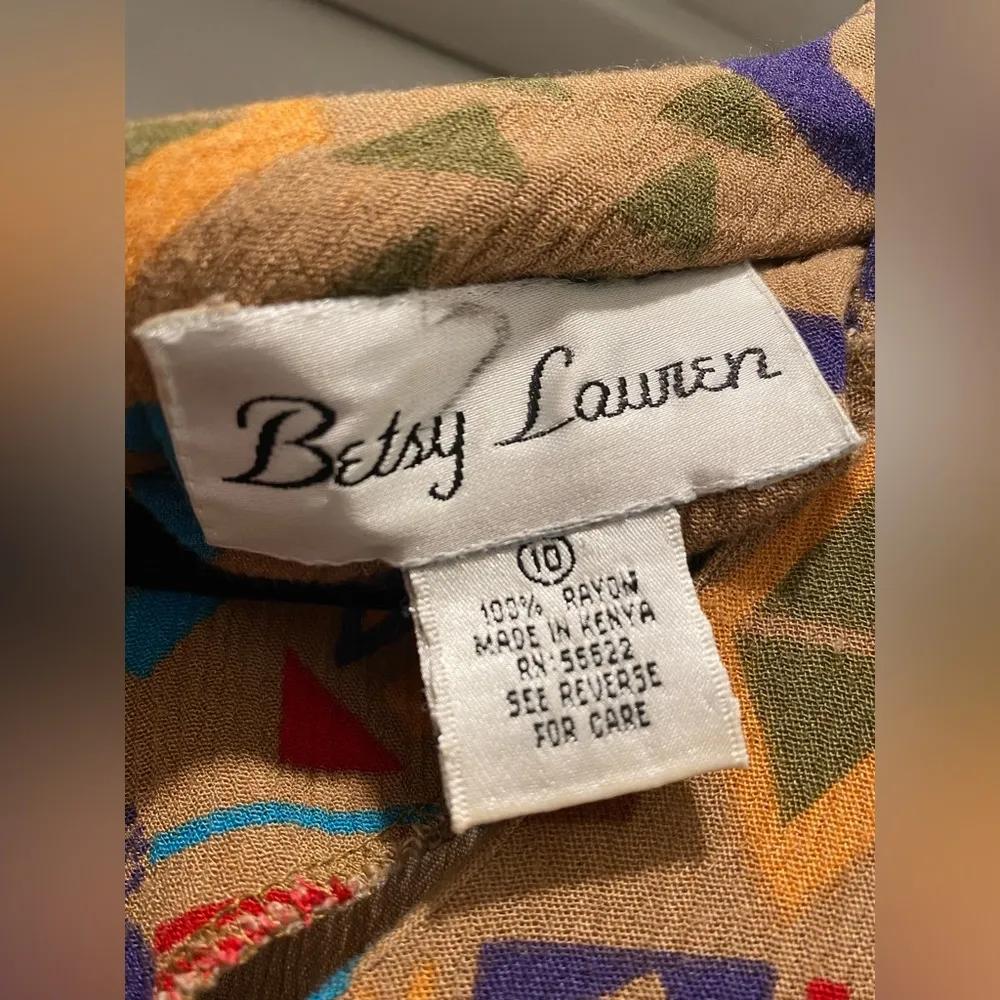 Betsy Lauren
10
100% RAYON
MADE IN KENYA
RN 56622
SEE REVERSE
FOR CARE